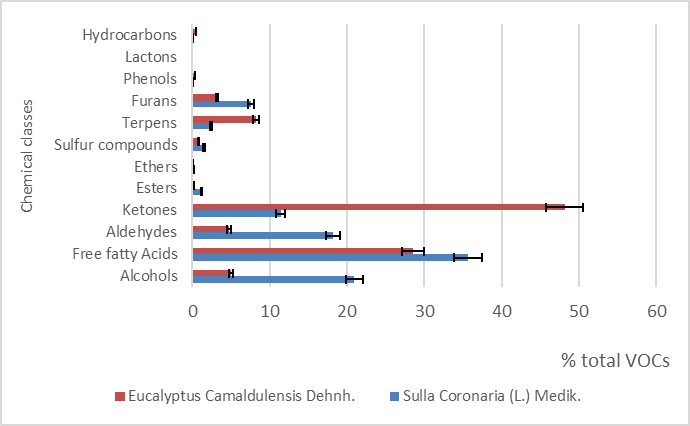 Chemical classes
Hydrocarbons
Lactons
Phenols
Furans
Terpens
Sulfur compounds
Ethers
Esters
Ketones
Aldehydes
Free fatty Acids
Alcohols
0 10 20 30 40 50 60
% total VOCs
Eucalyptus Camaldulensis Dehnh. Sulla Coronaria (L.) Medik.